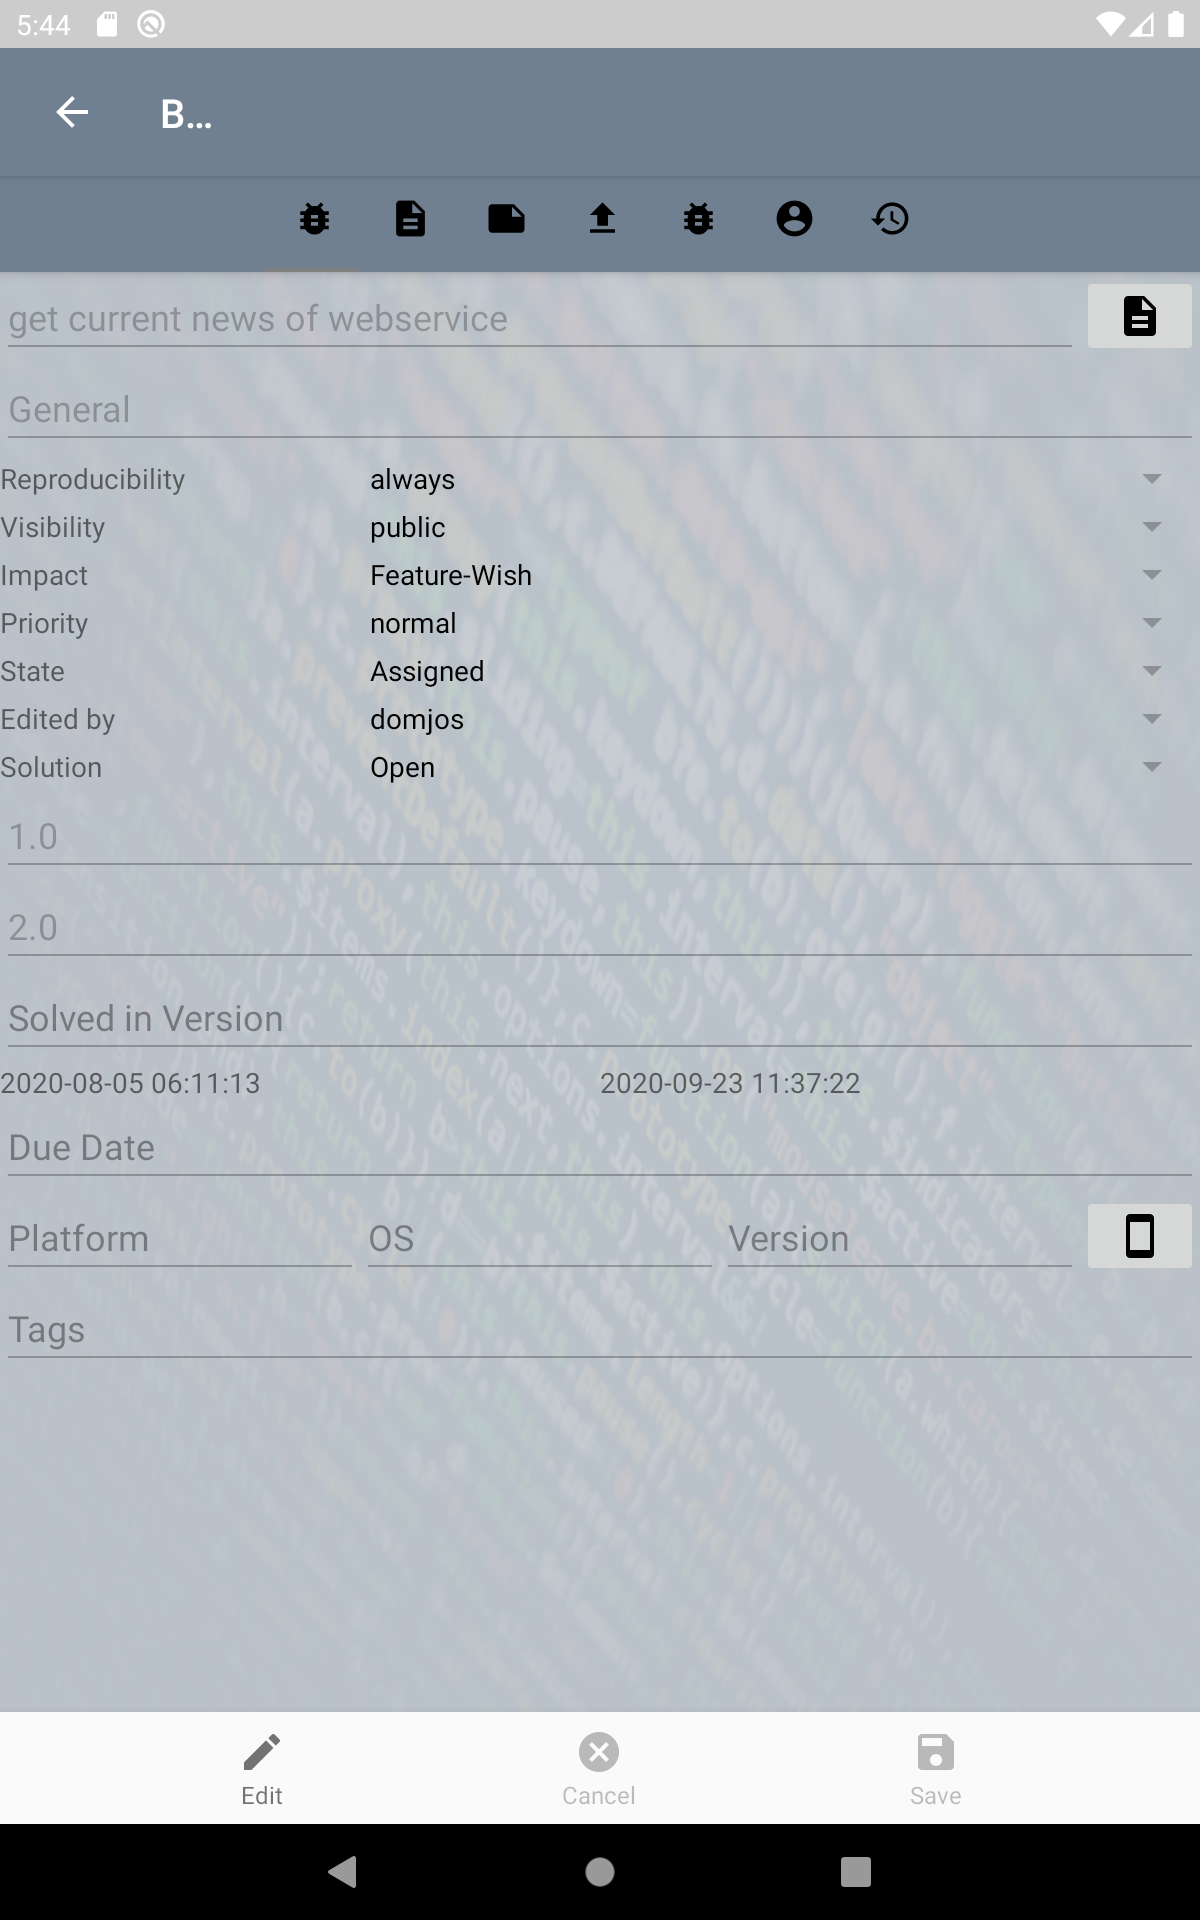 5:44
B...
get current news of webservice
General
Reproducibility always
Visibility public
Impact Feature-Wish
Priority normal
State Assigned
Edited by domjos
Solution Open
1.0
2.0
Solved in Version
2020-08-05 06:11:13 2020-09-23 11:37:22
Due Date
Platform OS Version
Tags
Edit Cancel Save